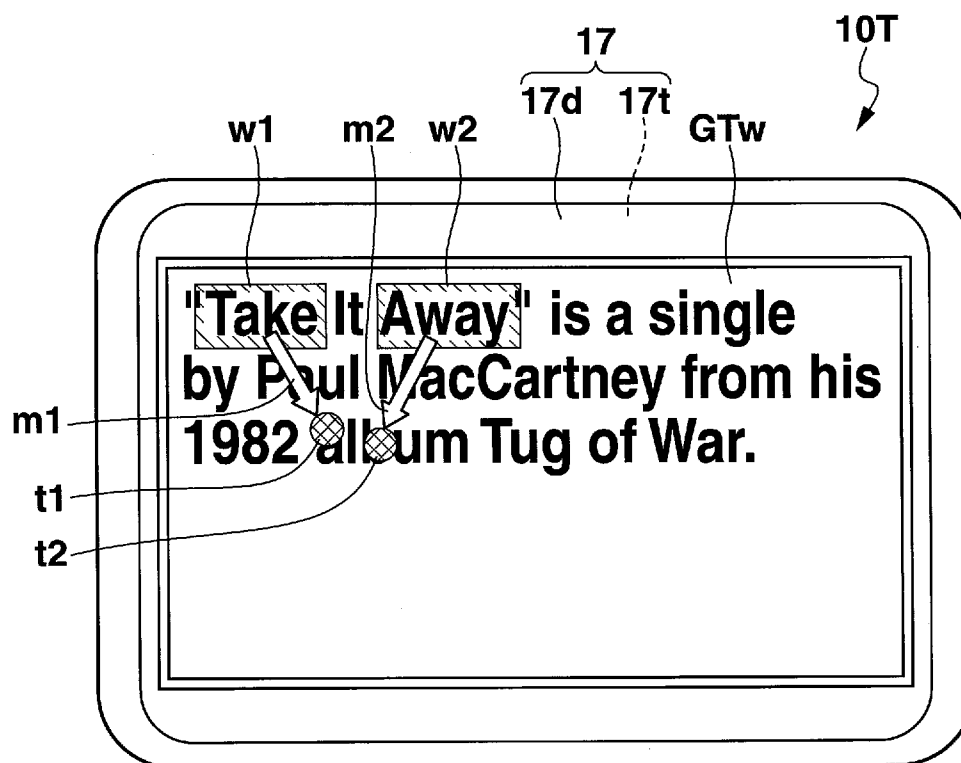 10T
17
17d 17t
w1 m2 w2 GTw
"Take It Away" is a single
by Paul MacCartney from his
m1
1982 album Tug of War.
t1
t2